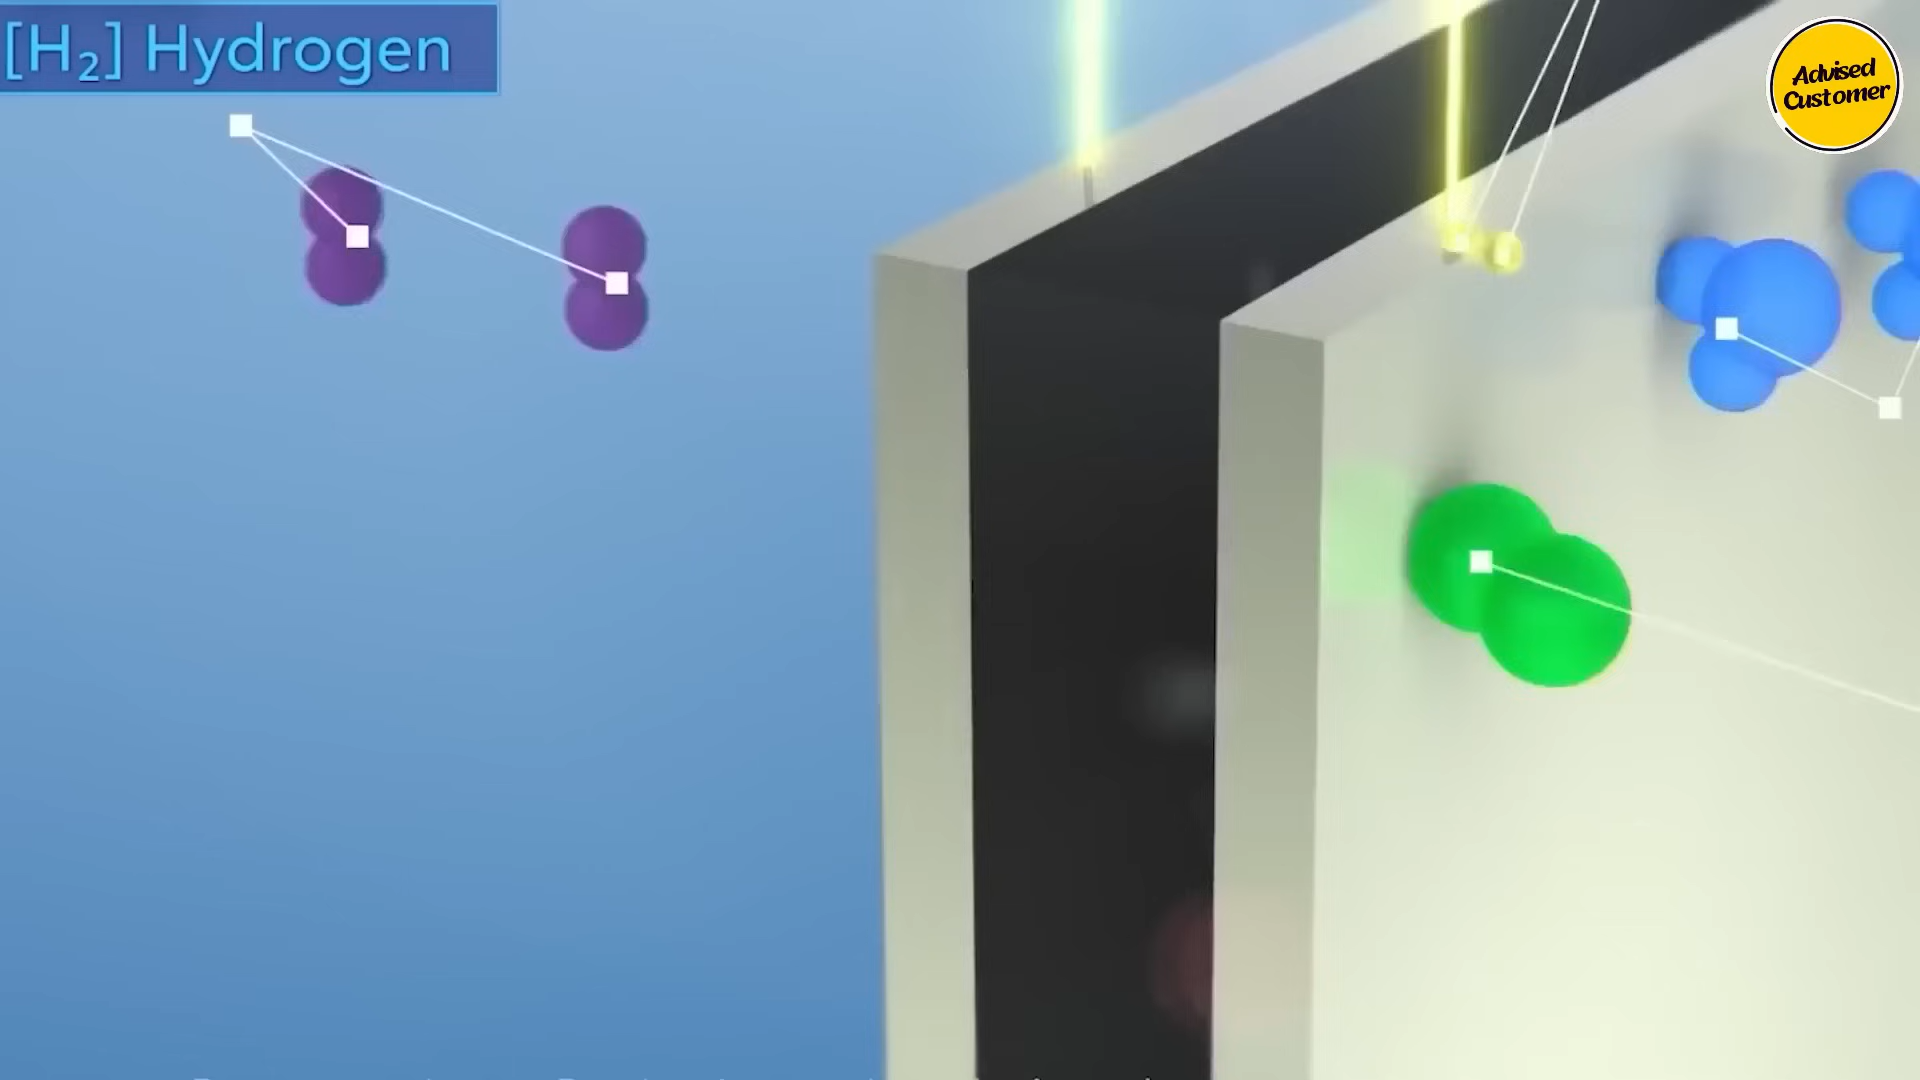 [H₂] Hydrogen
Advised
Customer